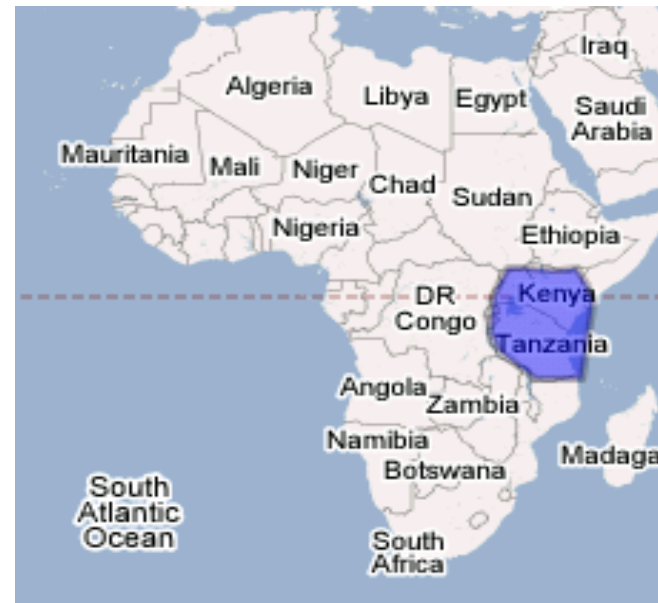 Iraq
Algeria
Libya
Egypt
Saudi
Arabia
Mauritania
Mali
Niger
Chad
Sudan
Nigeria
Ethiopia
DR
Congo
Kenya
Tanzania
Angola
Zambia
Namibia
Botswana
Madaga
South
Atlantic
Ocean
South
Africa